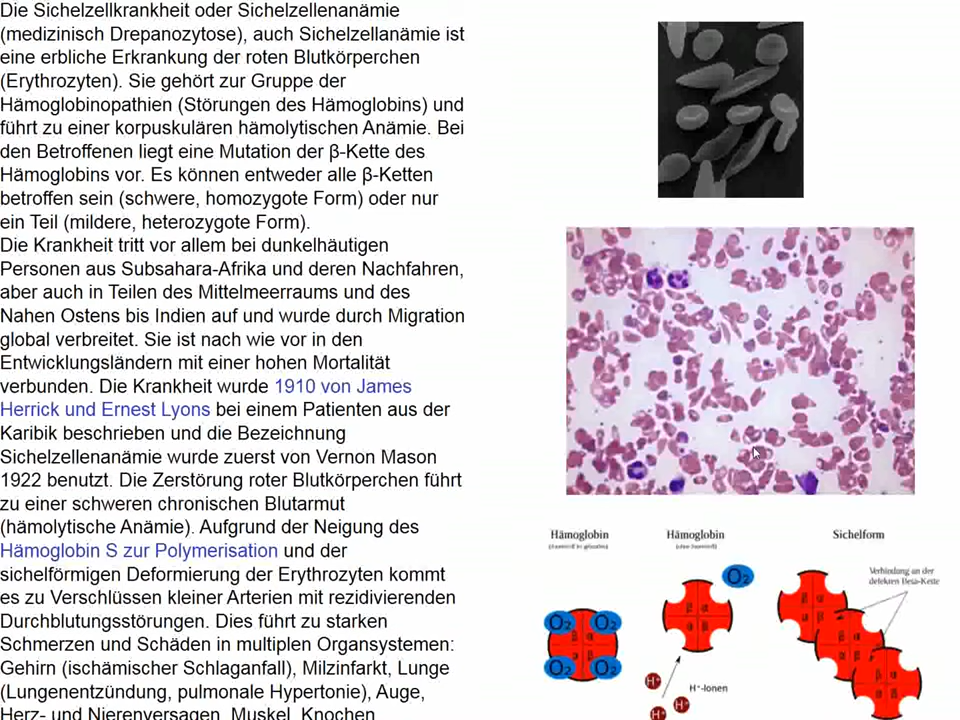 Die Sichelzellkrankheit oder Sichelzellenanämie
(medizinisch Drepanozytose), auch Sichelzellanämie ist
eine erbliche Erkrankung der roten Blutkörperchen
(Erythrozyten). Sie gehört zur Gruppe der
Hämoglobinopathien (Störungen des Hämoglobins) und
führt zu einer korpuskulären hämolytischen Anämie. Bei
den Betroffenen liegt eine Mutation der β-Kette des
Hämoglobins vor. Es können entweder alle β-Ketten
betroffen sein (schwere, homozygote Form) oder nur
ein Teil (mildere, heterozygote Form).
Die Krankheit tritt vor allem bei dunkelhäutigen
Personen aus Subsahara-Afrika und deren Nachfahren,
aber auch in Teilen des Mittelmeerraums und des
Nahen Ostens bis Indien auf und wurde durch Migration
global verbreitet. Sie ist nach wie vor in den
Entwicklungsländern mit einer hohen Mortalität
verbunden. Die Krankheit wurde 1910 von James
Herrick und Ernest Lyons bei einem Patienten aus der
Karibik beschrieben und die Bezeichnung
Sichelzellenanämie wurde zuerst von Vernon Mason
1922 benutzt. Die Zerstörung roter Blutkörperchen führt
zu einer schweren chronischen Blutarmut
(hämolytische Anämie). Aufgrund der Neigung des
Hämoglobin S zur Polymerisation und der
sichelförmigen Deformierung der Erythrozyten kommt
es zu Verschlüssen kleiner Arterien mit rezidivierenden
Durchblutungsstörungen. Dies führt zu starken
Schmerzen und Schäden in multiplen Organsystemen:
Gehirn (ischämischer Schlaganfall), Milzinfarkt, Lunge
(Lungenentzündung, pulmonale Hypertonie), Auge,
Herz- und Nierenversagen, Muskel, Knochen
Hämoglobin
Hämoglobin
(ohne Sauerstoff)
Sichelform
Verbindung an der
defekten Beta-Kette
O₂
O₂ O₂
O₂ O₂
β α
β α
β α
β α
β α
β α
β α
H⁺
H⁺
H⁺
H⁺-Ionen